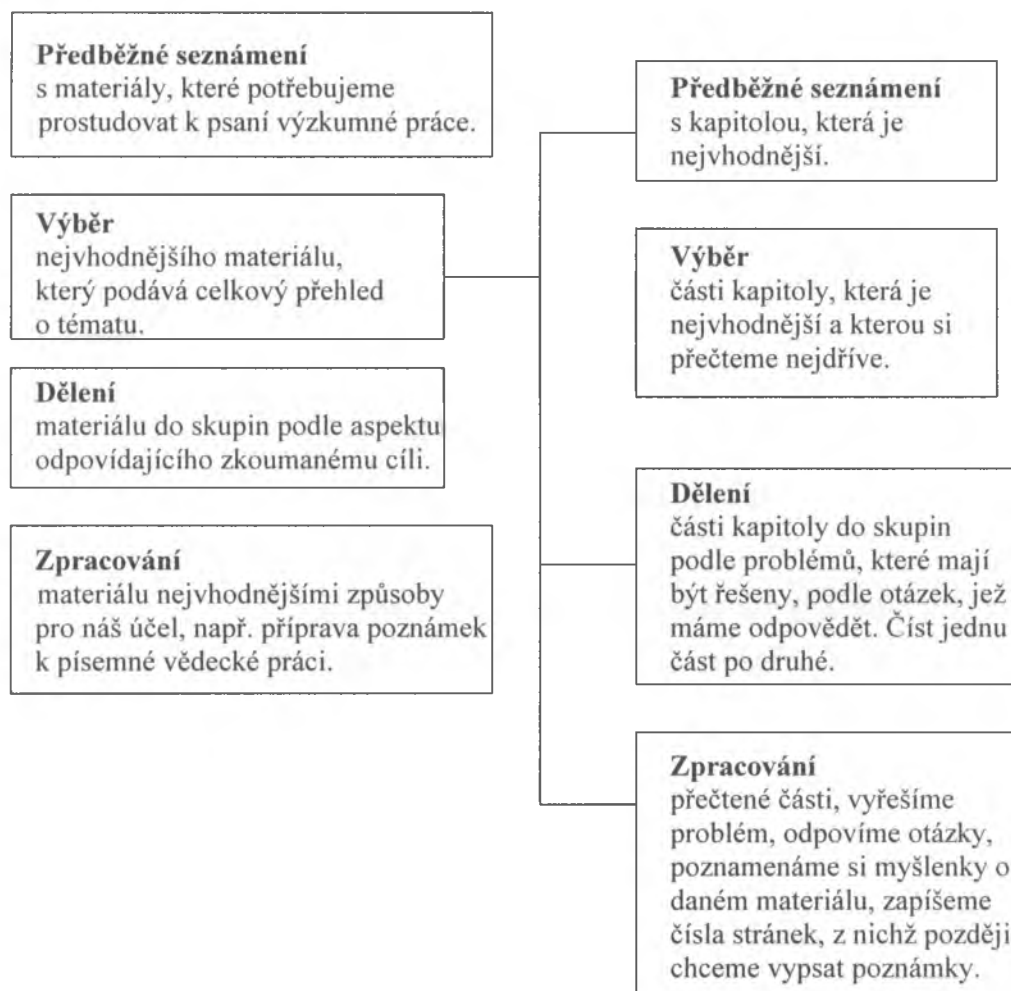 Předběžné seznámení
s materiály, které potřebujeme
prostudovat k psaní výzkumné práce.
Výběr
nejvhodnějšího materiálu,
který podává celkový přehled
o tématu.
Dělení
materiálu do skupin podle aspektu
odpovídajícího zkoumanému cíli.
Zpracování
materiálu nejvhodnějšími způsoby
pro náš účel, např. příprava poznámek
k písemné vědecké práci.
Předběžné seznámení
s kapitolou, která je
nejvhodnější.
Výběr
části kapitoly, která je
nejvhodnější a kterou si
přečteme nejdříve.
Dělení
části kapitoly do skupin
podle problémů, které mají
být řešeny, podle otázek, jež
máme odpovědět. Číst jednu
část po druhé.
Zpracování
přečtené části, vyřešíme
problém, odpovíme otázky,
poznamenáme si myšlenky o
daném materiálu, zapíšeme
čísla stránek, z nichž později
chceme vypsat poznámky.